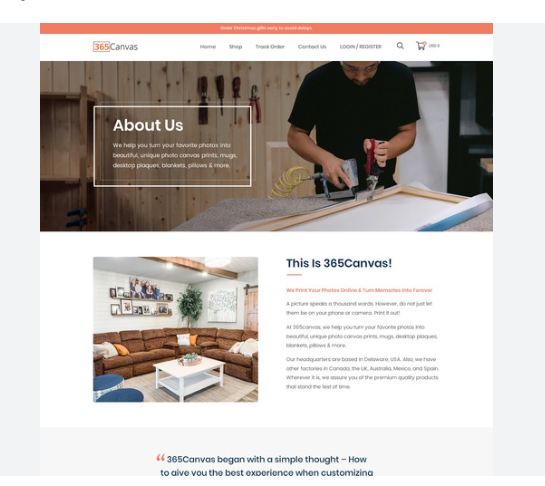 Order Christmas gifts early to avoid delays
365Canvas
Home Shop Track Order Contact Us LOGIN / REGISTER USD 0
About Us
We help you turn your favorite photos into
beautiful, unique photo canvas prints, mugs,
desktop plaques, blankets, pillows & more.
This Is 365Canvas!
We Print Your Photos Online & Turn Memories Into Forever
A picture speaks a thousand words. However, do not just let
them be on your phone or camera. Print it out!
At 365canvas, we help you turn your favorite photos into
beautiful, unique photo canvas prints, mugs, desktop plaques,
blankets, pillows & more.
Our headquarters are based in Delaware, USA. Also, we have
other factories in Canada, the UK, Australia, Mexico, and Spain.
Wherever it is, we assure you of the premium quality products
that stand the test of time.
“ 365Canvas began with a simple thought – How
to give you the best experience when customizing